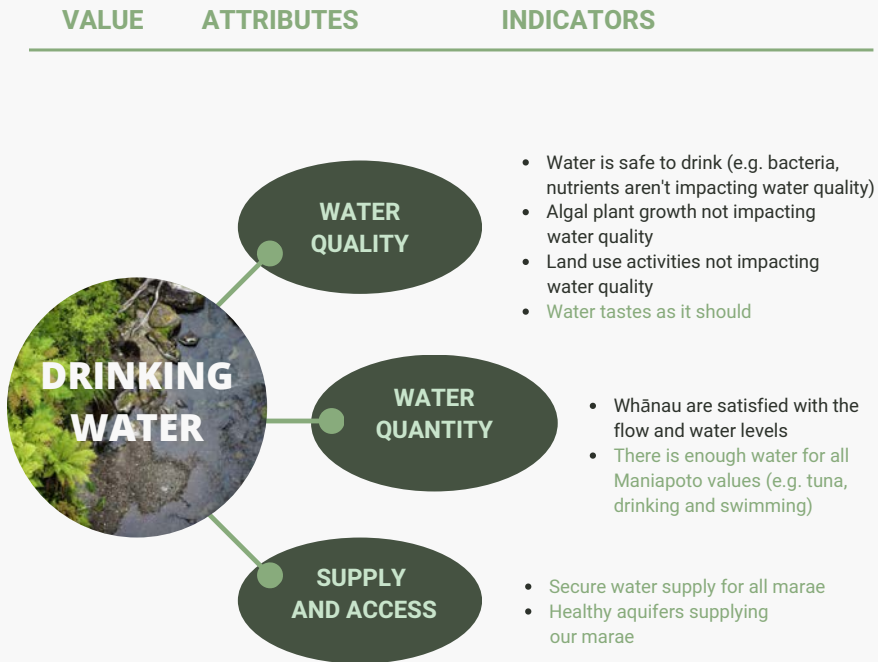 VALUE ATTRIBUTES INDICATORS
DRINKING
WATER
WATER
QUALITY
• Water is safe to drink (e.g. bacteria,
nutrients aren't impacting water quality)
• Algal plant growth not impacting
water quality
• Land use activities not impacting
water quality
• Water tastes as it should
WATER
QUANTITY
• Whānau are satisfied with the
flow and water levels
• There is enough water for all
Maniapoto values (e.g. tuna,
drinking and swimming)
SUPPLY
AND ACCESS
• Secure water supply for all marae
• Healthy aquifers supplying
our marae